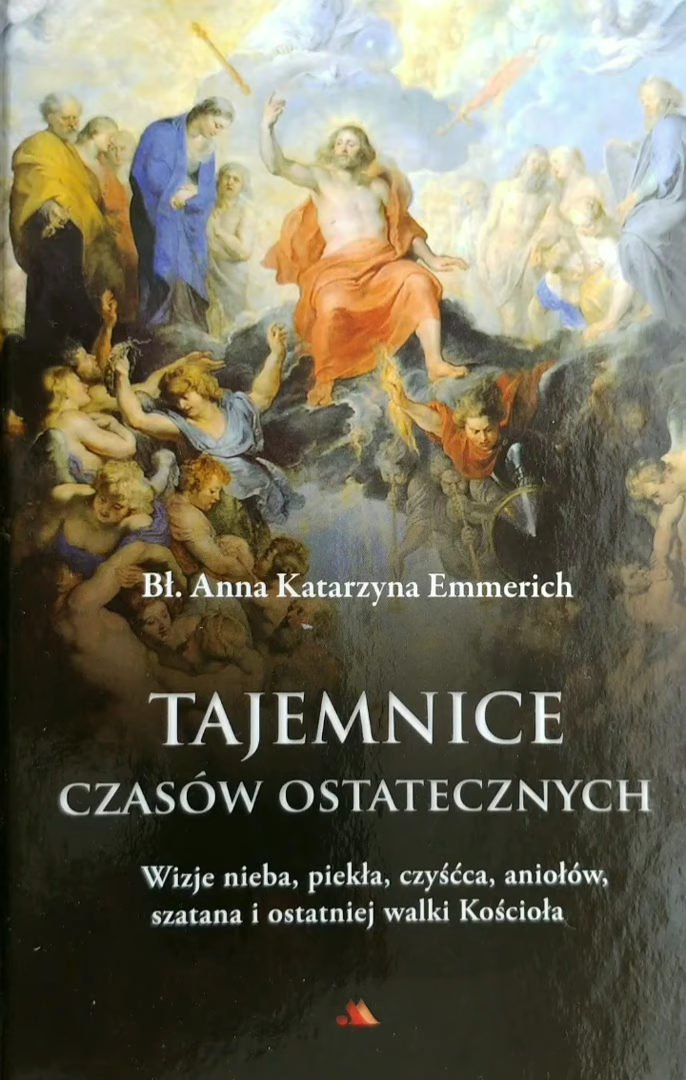 Bł. Anna Katarzyna Emmerich
TAJEMNICE
CZASÓW OSTATECZNYCH
Wizje nieba, piekła, czyśćca, aniołów,
szatana i ostatniej walki Kościoła